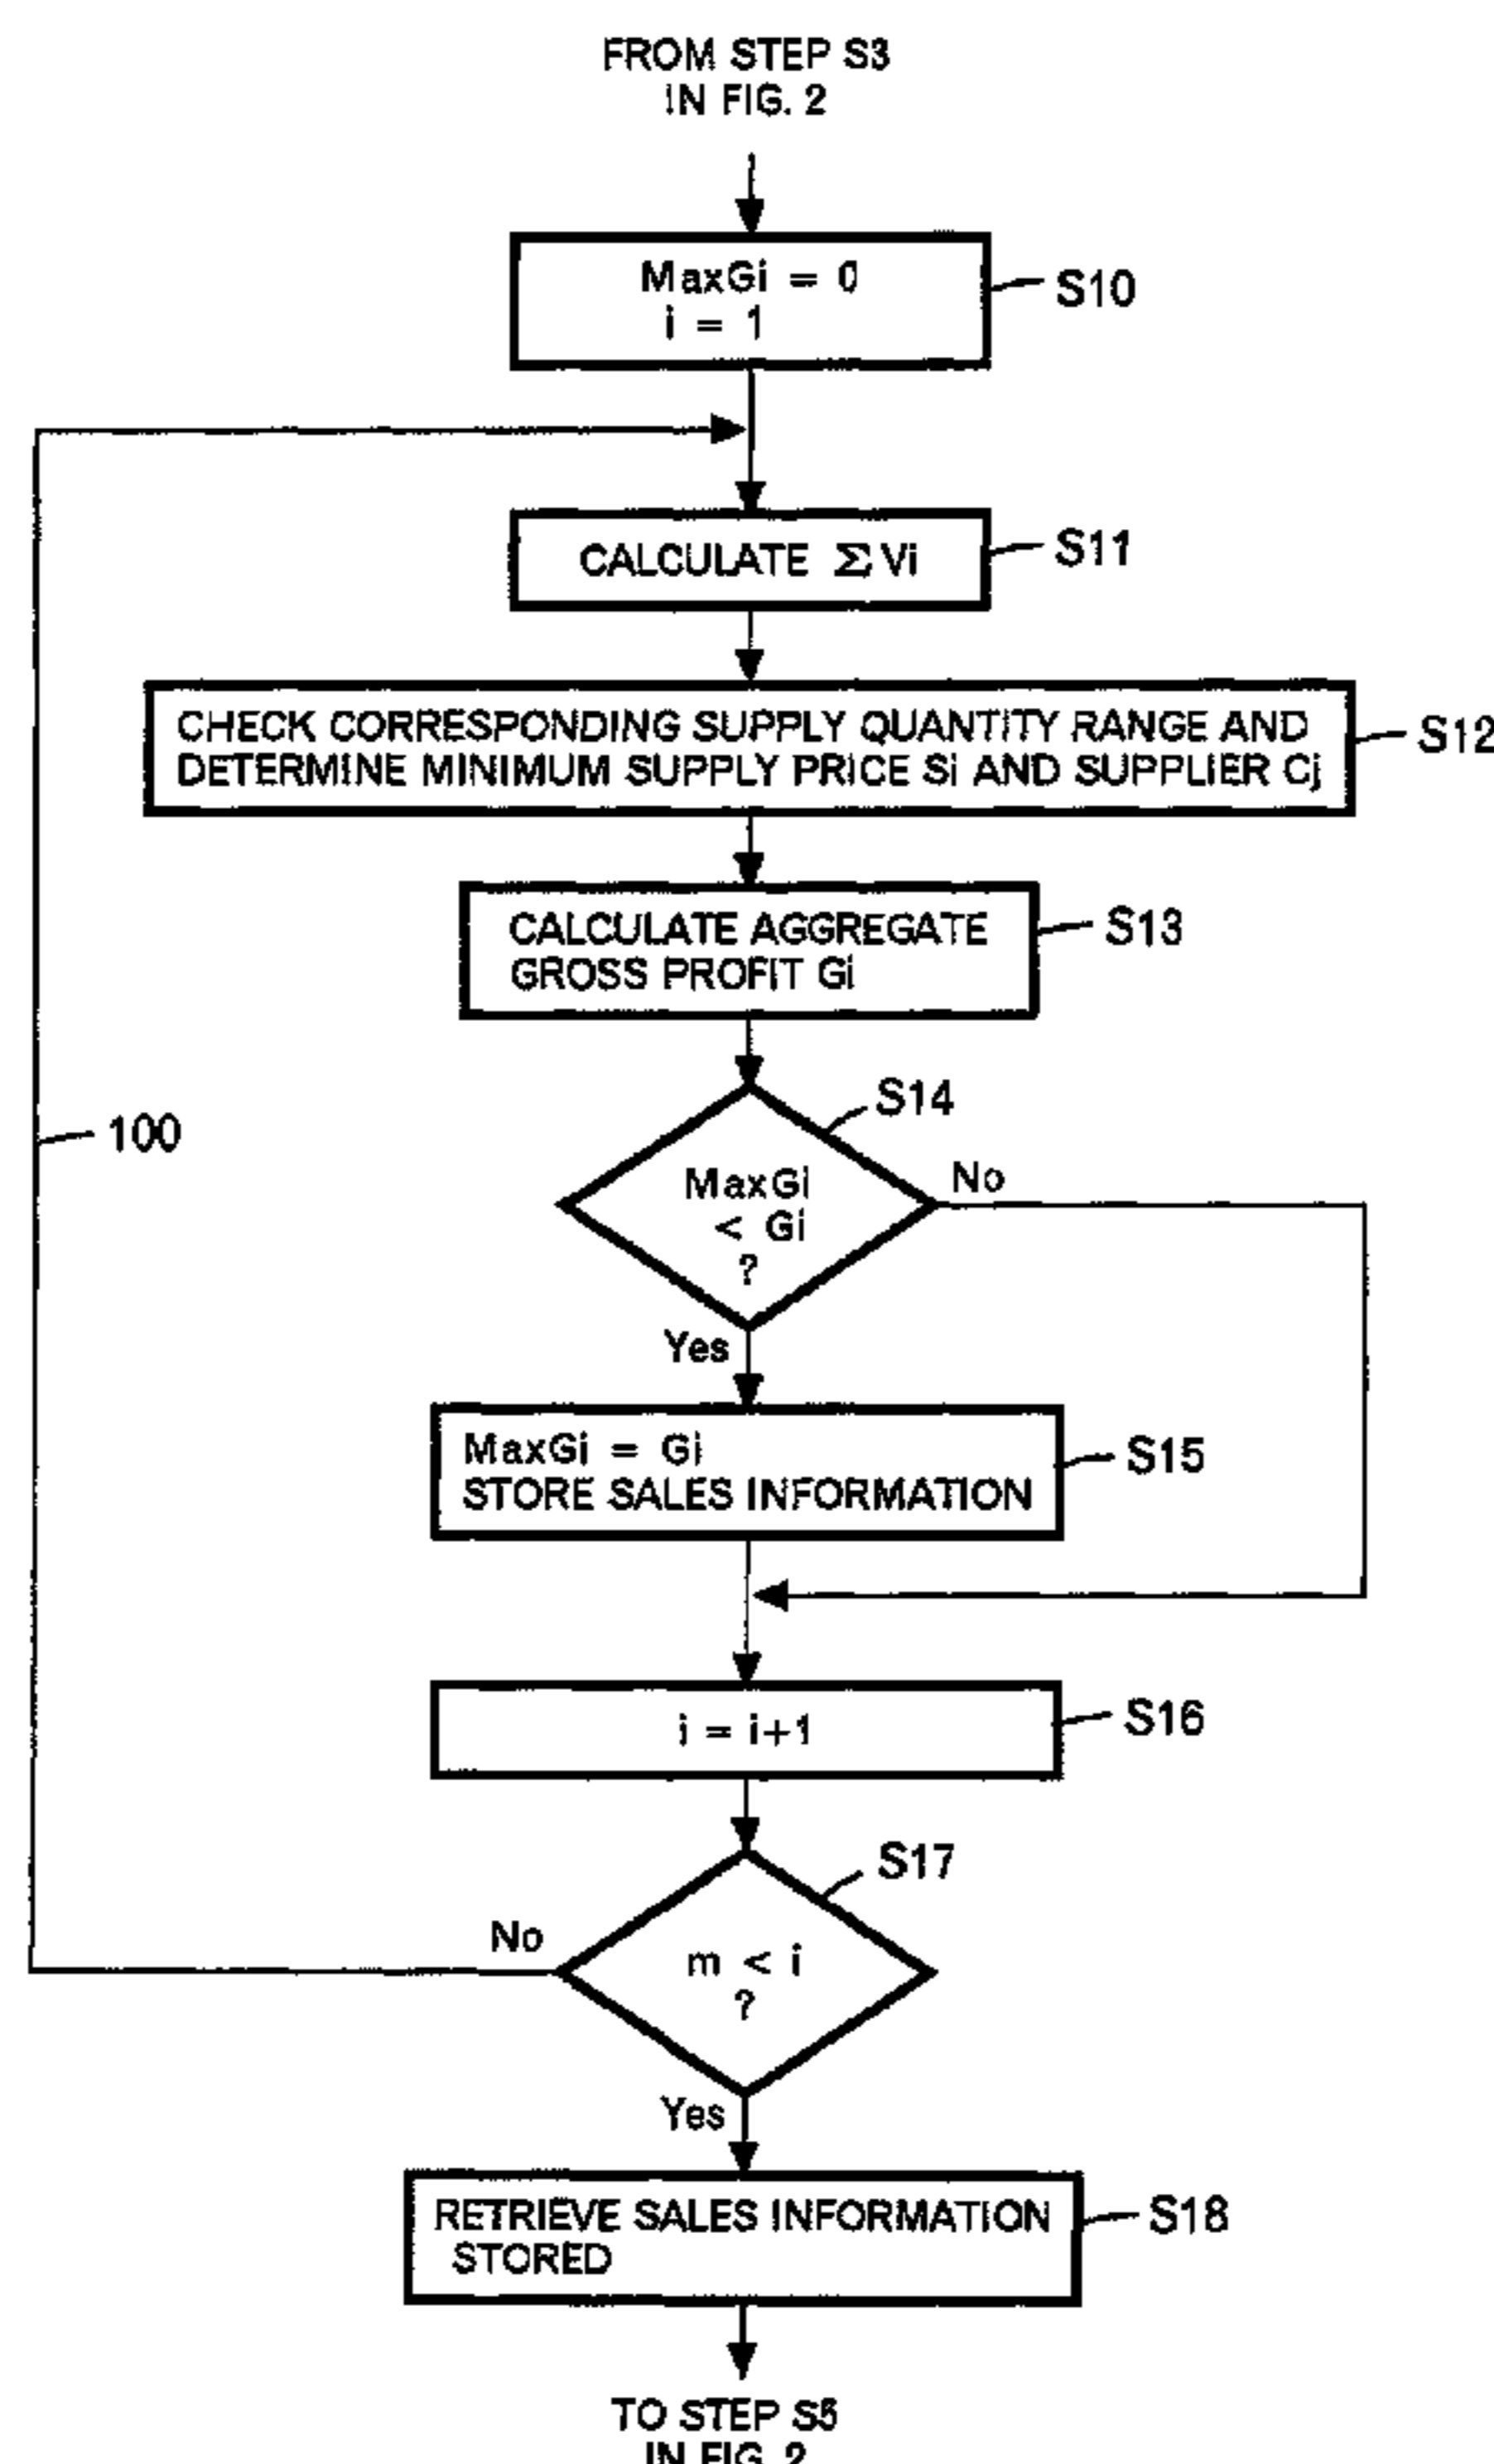 FROM STEP S3
IN FIG. 2
MaxGi = 0
i = 1
S10
CALCULATE ΣVi
S11
CHECK CORRESPONDING SUPPLY QUANTITY RANGE AND
DETERMINE MINIMUM SUPPLY PRICE Si AND SUPPLIER Cj
S12
CALCULATE AGGREGATE
GROSS PROFIT Gi
S13
S14
100
MaxGi
< Gi
?
No
Yes
MaxGi = Gi
STORE SALES INFORMATION
S15
i = i+1
S16
S17
No
m < i
?
Yes
RETRIEVE SALES INFORMATION
STORED
S18
TO STEP S5
IN FIG. 2